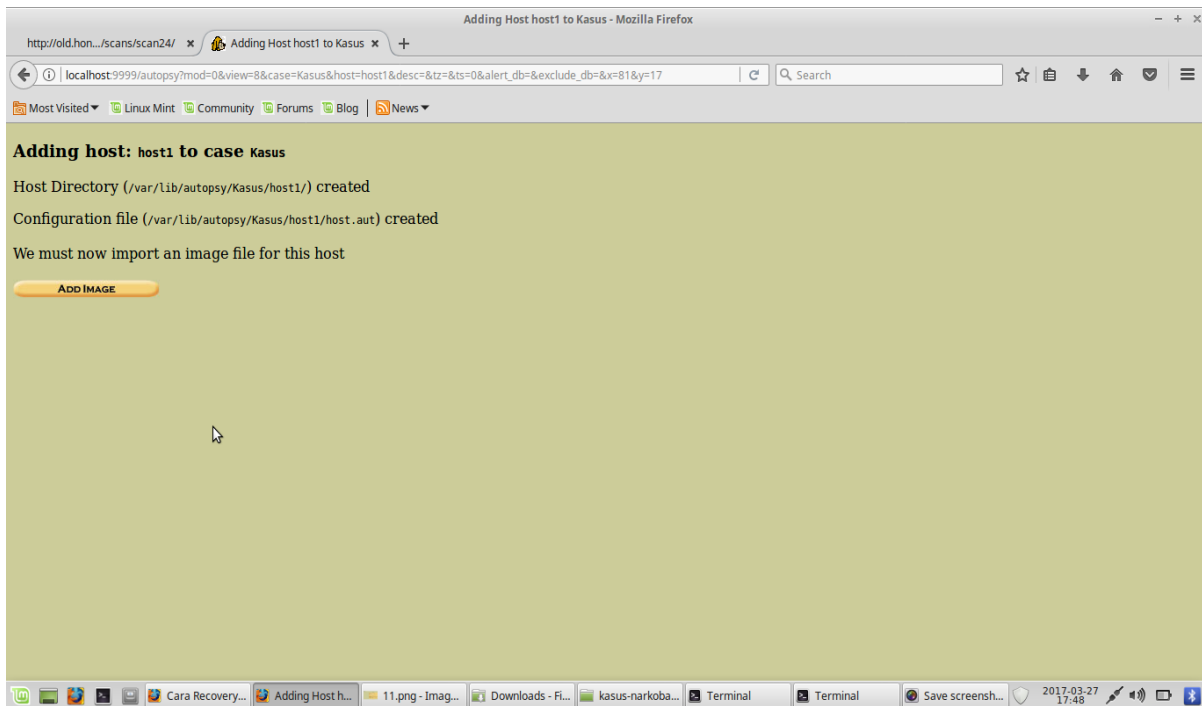 Adding Host host1 to Kasus - Mozilla Firefox
http://old.hon.../scans/scan24/
Adding Host host1 to Kasus
localhost:9999/autopsy?mod=0&view=8&case=Kasus&host=host1&desc=&tz=&ts=0&alert_db=&exclude_db=&x=81&y=17
Search
Most Visited
Linux Mint
Community
Forums
Blog
News
Adding host: host1 to case Kasus
Host Directory (/var/lib/autopsy/Kasus/host1/) created
Configuration file (/var/lib/autopsy/Kasus/host1/host.aut) created
We must now import an image file for this host
ADD IMAGE
Cara Recovery...
Adding Host h...
11.png - Imag...
Downloads - Fi...
kasus-narkoba...
Terminal
Terminal
Save screensh...
2017-03-27
17:48